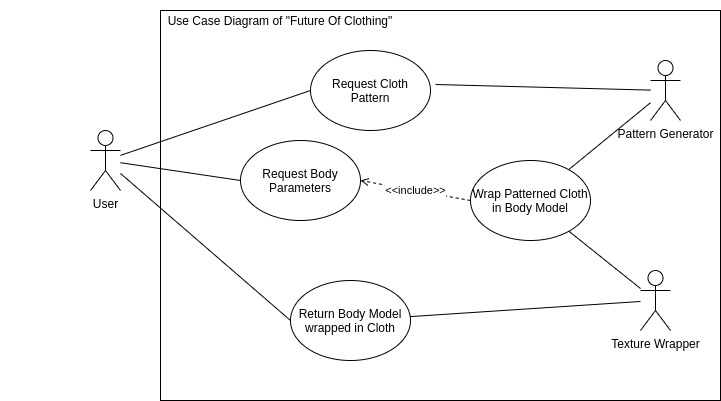 Use Case Diagram of "Future Of Clothing"
Request Cloth
Pattern
Pattern Generator
Request Body
Parameters
<<include>>
Wrap Patterned Cloth
in Body Model
User
Return Body Model
wrapped in Cloth
Texture Wrapper